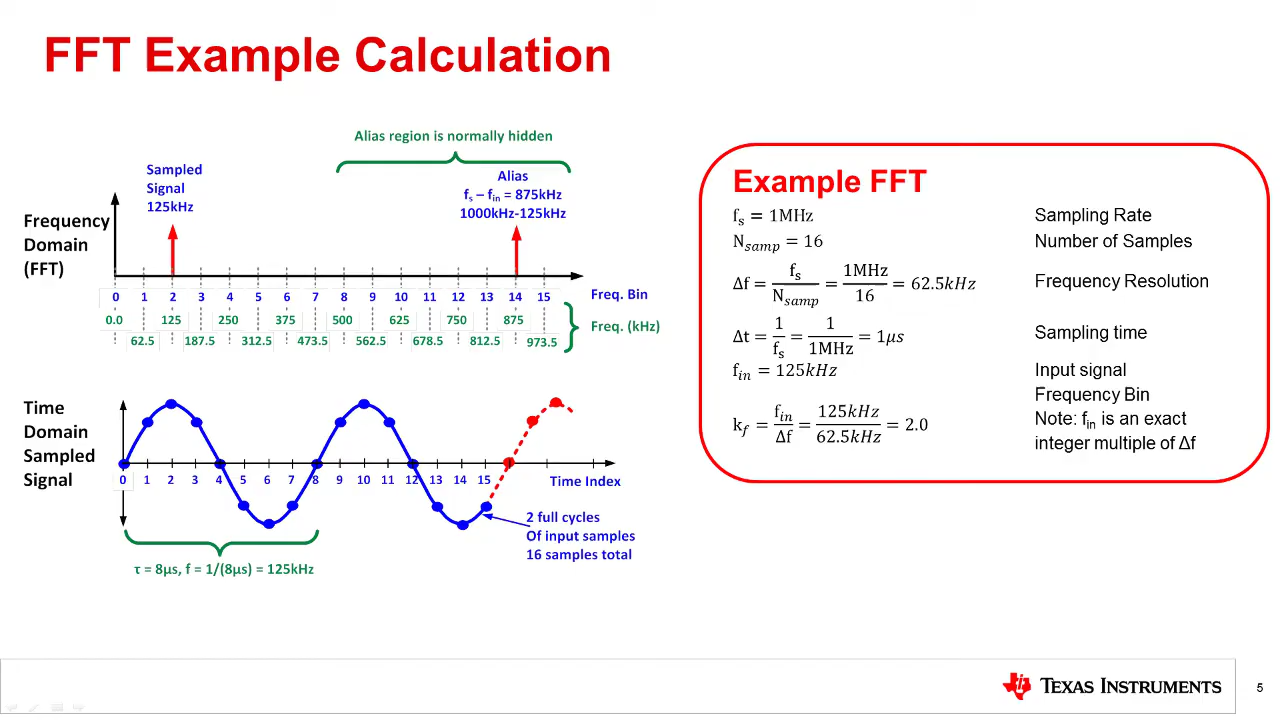 FFT Example Calculation
Alias region is normally hidden
Sampled
Signal
125kHz
Alias
fs – fin = 875kHz
1000kHz-125kHz
Frequency
Domain
(FFT)
0 1 2 3 4 5 6 7 8 9 10 11 12 13 14 15 Freq. Bin
0.0 125 250 375 500 625 750 875
Freq. (kHz)
62.5 187.5 312.5 473.5 562.5 678.5 812.5 973.5
Time
Domain
Sampled
Signal
0 1 2 3 4 5 6 7 8 9 10 11 12 13 14 15 Time Index
2 full cycles
Of input samples
16 samples total
τ = 8µs, f = 1/(8µs) = 125kHz
Example FFT
fs = 1MHz Sampling Rate
Nsamp = 16 Number of Samples
Δf = fs/Nsamp = 1MHz/16 = 62.5kHz Frequency Resolution
Δt = 1/fs = 1/1MHz = 1µs Sampling time
fin = 125kHz Input signal
Frequency Bin
kf = fin/Δf = 125kHz/62.5kHz = 2.0 Note: fin is an exact
integer multiple of Δf
TEXAS INSTRUMENTS
5